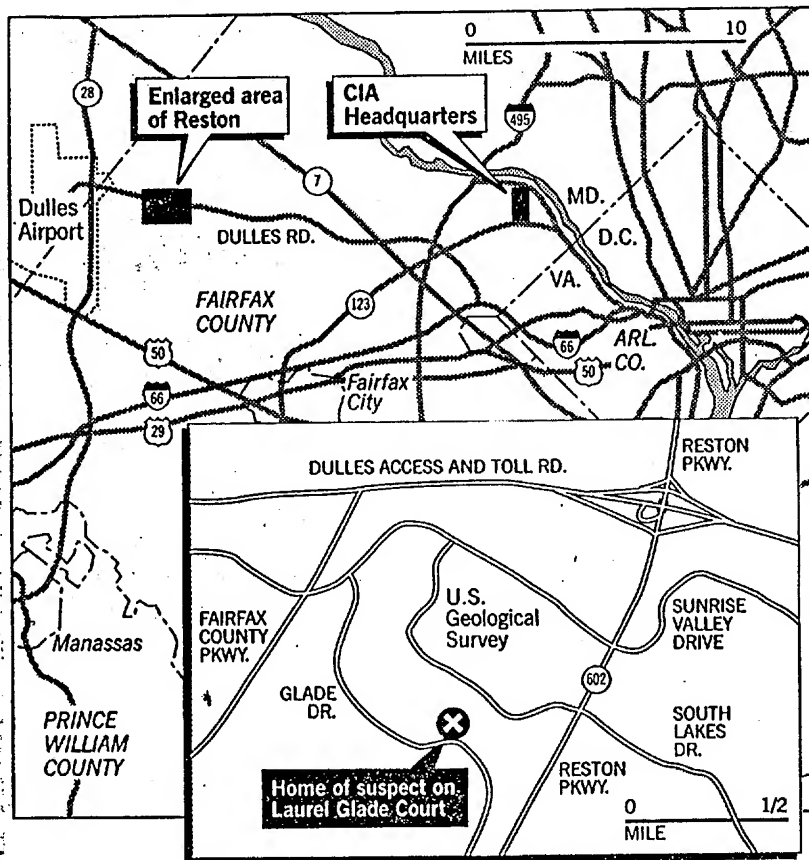 0 10
MILES
28
Enlarged area
of Reston
CIA
Headquarters
495
7
MD.
Dulles
Airport
DULLES RD.
D.C.
VA.
FAIRFAX
COUNTY
123
ARL.
CO.
50
66
50
66
Fairfax
City
29
DULLES ACCESS AND TOLL RD.
RESTON
PKWY.
FAIRFAX
COUNTY
PKWY.
U.S.
Geological
Survey
SUNRISE
VALLEY
DRIVE
Manassas
602
GLADE
DR.
SOUTH
LAKES
DR.
PRINCE
WILLIAM
COUNTY
RESTON
PKWY.
Home of suspect on
Laurel Glade Court
0 1/2
MILE